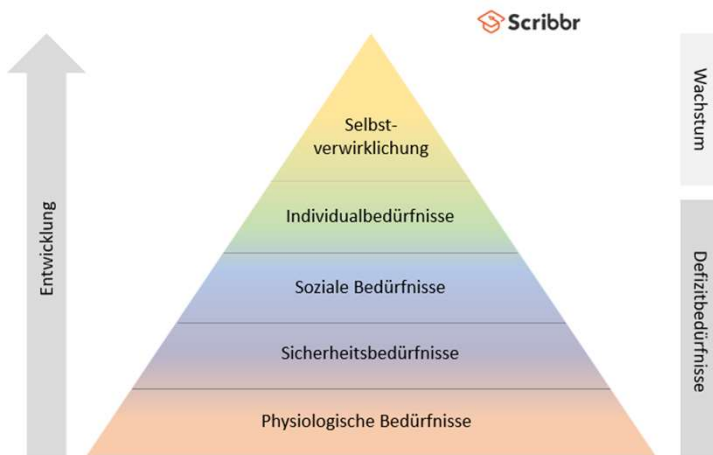 Scribbr
Entwicklung
Selbst-
verwirklichung
Individualbedürfnisse
Soziale Bedürfnisse
Sicherheitsbedürfnisse
Physiologische Bedürfnisse
Wachstum
Defizitbedürfnisse